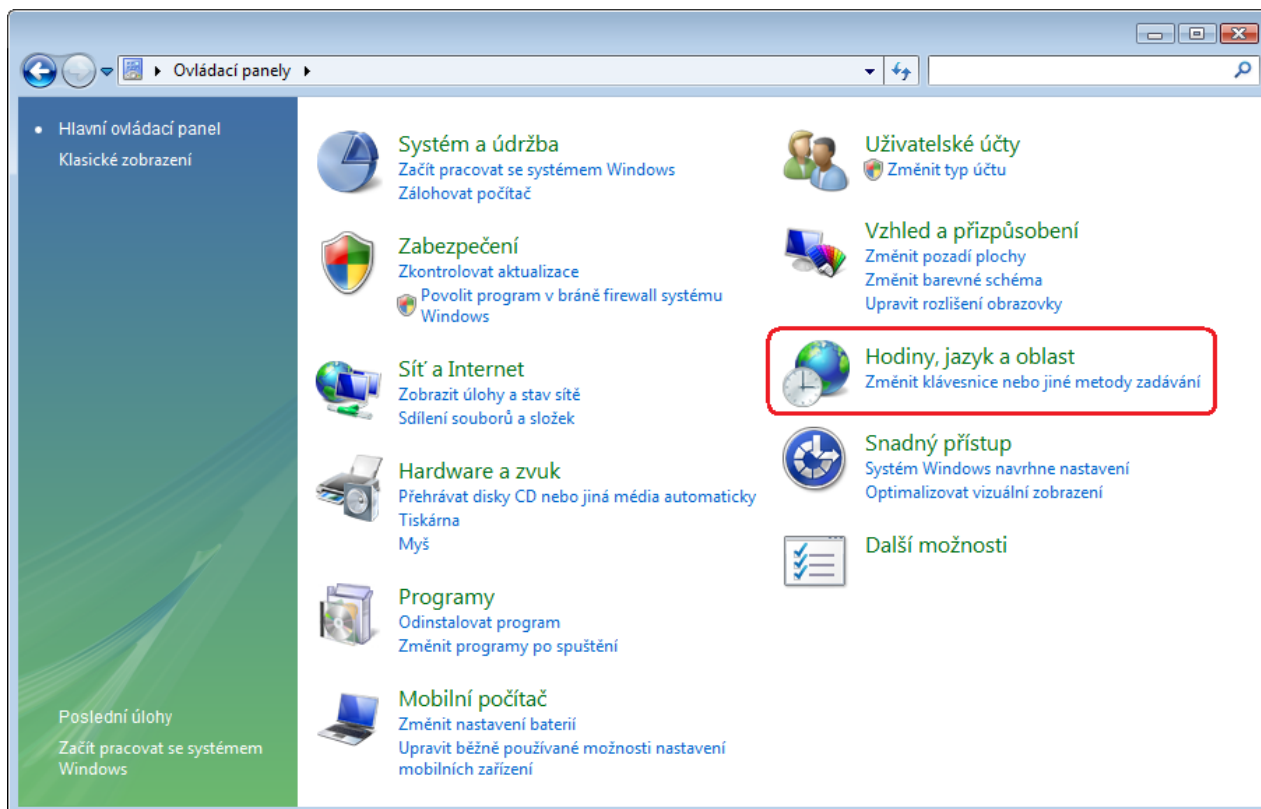 Ovládací panely
Hlavní ovládací panel
Klasické zobrazení
Systém a údržba
Začít pracovat se systémem Windows
Zálohovat počítač
Zabezpečení
Zkontrolovat aktualizace
Povolit program v bráně firewall systému
Windows
Síť a Internet
Zobrazit úlohy a stav sítě
Sdílení souborů a složek
Hardware a zvuk
Přehrávat disky CD nebo jiná média automaticky
Tiskárna
Myš
Programy
Odinstalovat program
Změnit programy po spuštění
Mobilní počítač
Změnit nastavení baterií
Upravit běžně používané možnosti nastavení
mobilních zařízení
Uživatelské účty
Změnit typ účtu
Vzhled a přizpůsobení
Změnit pozadí plochy
Změnit barevné schéma
Upravit rozlišení obrazovky
Hodiny, jazyk a oblast
Změnit klávesnice nebo jiné metody zadávání
Snadný přístup
Systém Windows navrhne nastavení
Optimalizovat vizuální zobrazení
Další možnosti
Poslední úlohy
Začít pracovat se systémem
Windows